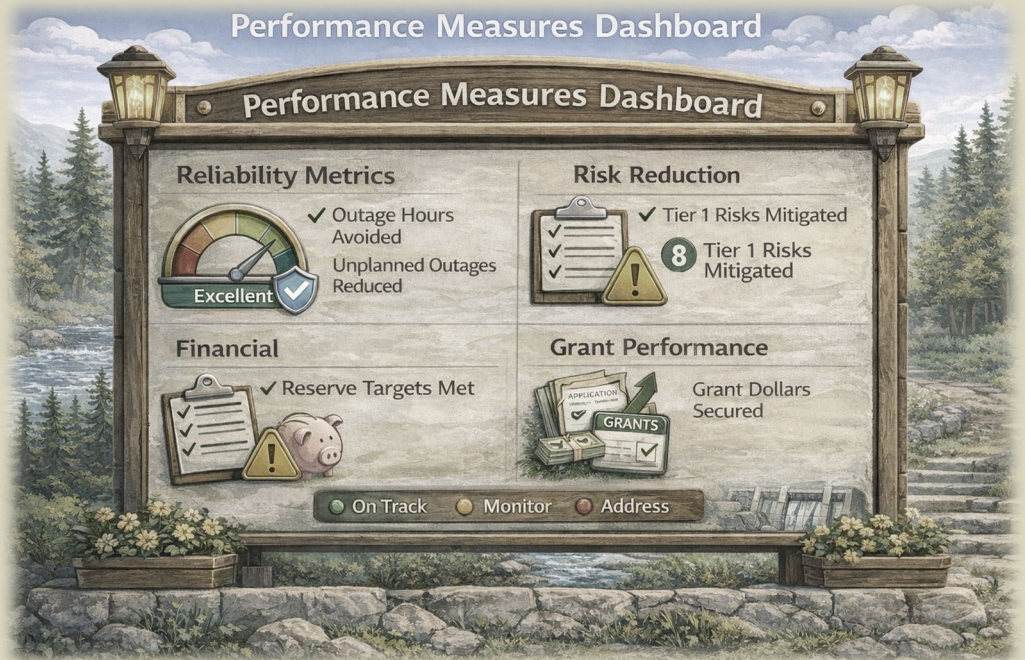 Performance Measures Dashboard
Performance Measures Dashboard
Reliability Metrics
Outage Hours
Avoided
Unplanned Outages
Reduced
Excellent
Risk Reduction
Tier 1 Risks Mitigated
8
Tier 1 Risks
Mitigated
Financial
Reserve Targets Met
Grant Performance
APPLICATION
GRANTS
Grant Dollars
Secured
On Track
Monitor
Address